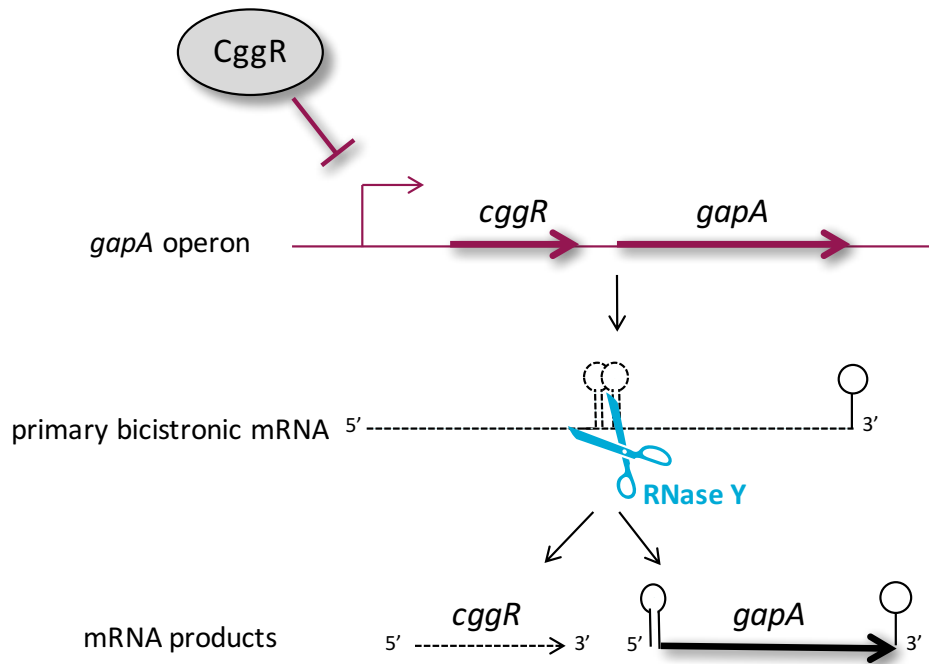 CggR
cggR
gapA
gapA operon
primary bicistronic mRNA
5’
3’
RNase Y
cggR
gapA
mRNA products
5’
3’
5’
3’